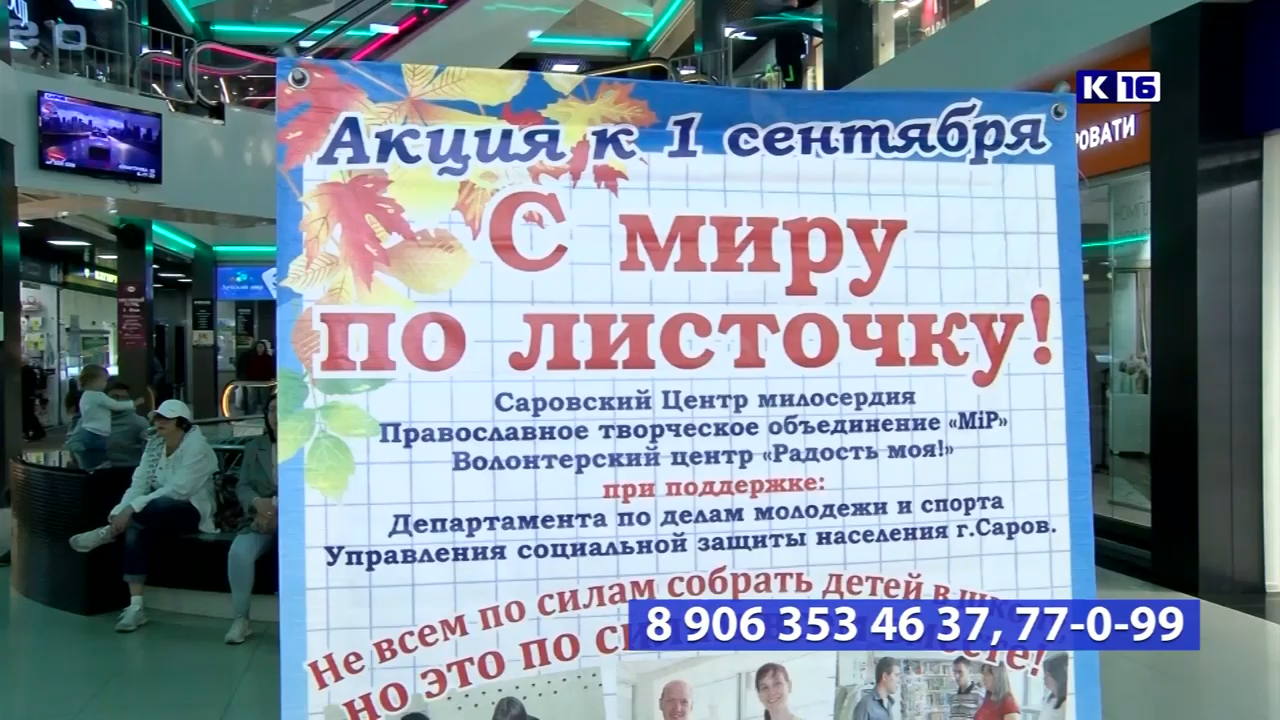 К 16
РОВАТИ
Акция к 1 сентября
С миру
по листочку!
Саровский Центр милосердия
Православное творческое объединение «МiР»
Волонтерский центр «Радость моя!»
при поддержке:
Департамента по делам молодежи и спорта
Управления социальной защиты населения г.Саров.
Не всем по силам собрать детей в
но это по
8 906 353 46 37, 77-0-99